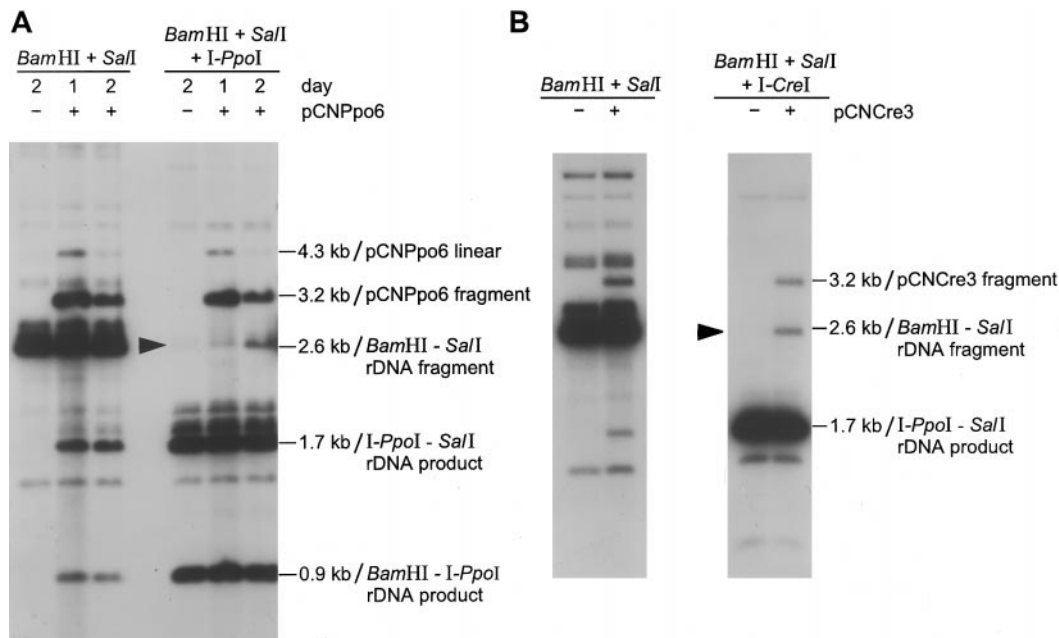 A
BamHI + SalI
BamHI + SalI
+ I-PpoI
2 1 2 2 1 2 day
– + + – + + pCNPpo6
4.3 kb / pCNPpo6 linear
3.2 kb / pCNPpo6 fragment
2.6 kb / BamHI - SalI
rDNA fragment
1.7 kb / I-PpoI - SalI
rDNA product
0.9 kb / BamHI - I-PpoI
rDNA product
B
BamHI + SalI
BamHI + SalI
+ I-CreI
– + – + pCNCre3
3.2 kb / pCNCre3 fragment
2.6 kb / BamHI - SalI
rDNA fragment
1.7 kb / I-PpoI - SalI
rDNA product